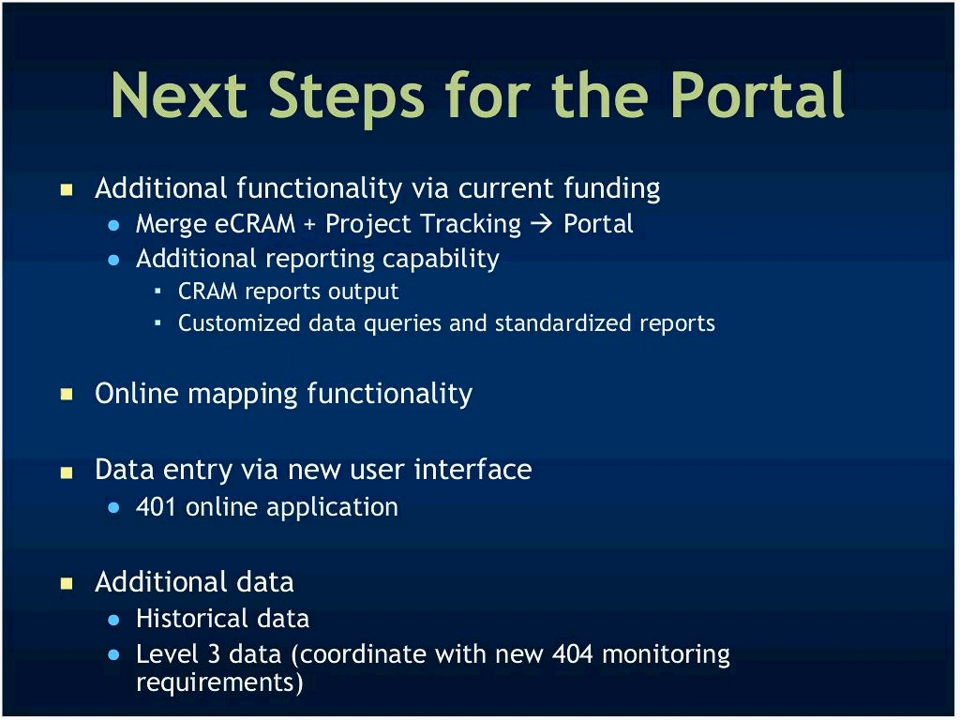 Next Steps for the Portal
Additional functionality via current funding
Merge eCRAM + Project Tracking → Portal
Additional reporting capability
CRAM reports output
Customized data queries and standardized reports
Online mapping functionality
Data entry via new user interface
401 online application
Additional data
Historical data
Level 3 data (coordinate with new 404 monitoring
requirements)